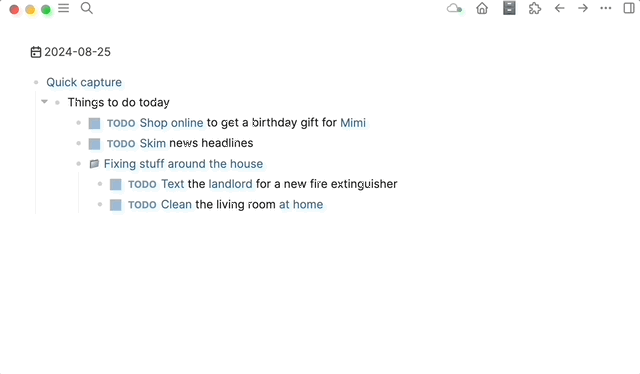 2024-08-25
Quick capture
Things to do today
TODO Shop online to get a birthday gift for Mimi
TODO Skim news headlines
Fixing stuff around the house
TODO Text the landlord for a new fire extinguisher
TODO Clean the living room at home